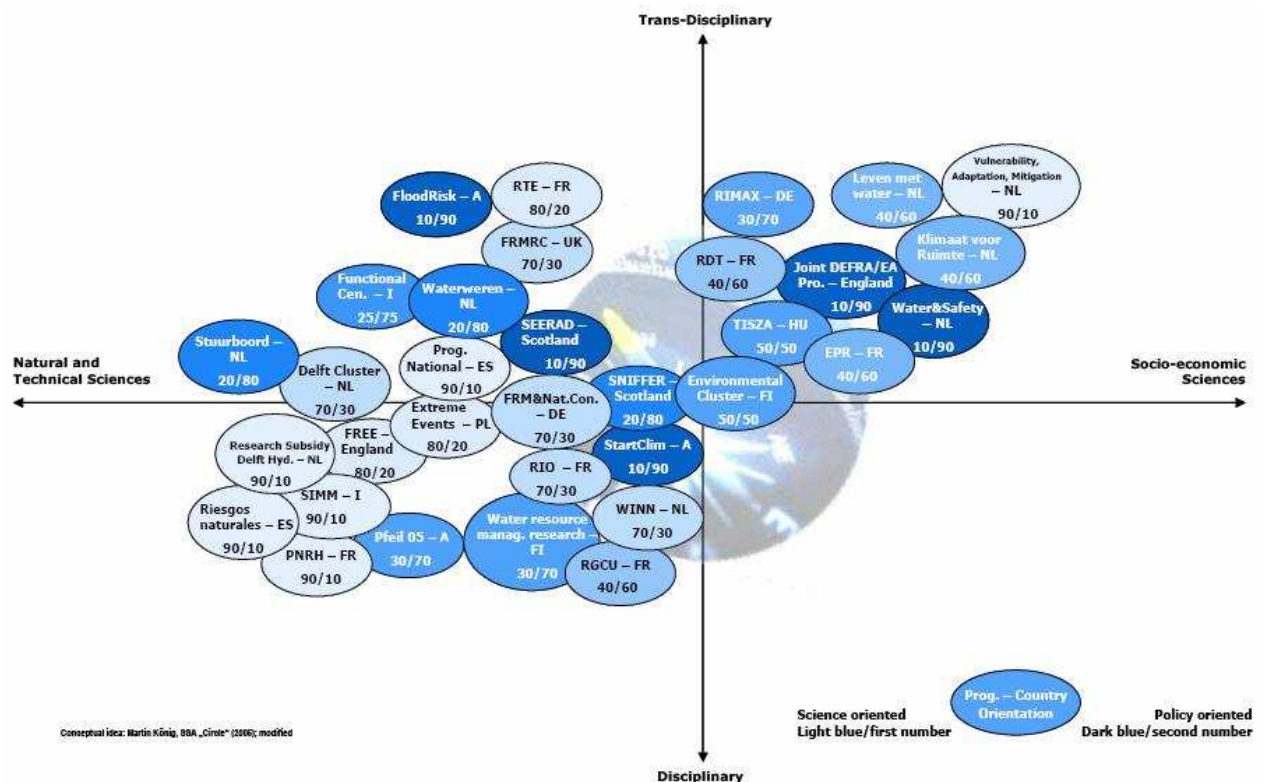 Trans-Disciplinary
Vulnerability,
Adaptation, Mitigation
– NL
90/10
FloodRisk – A
10/90
RTE – FR
80/20
RIMAX – DE
30/70
Leven met
water – NL
40/60
FRMRC – UK
70/30
RDT – FR
40/60
Joint DEFRA/EA
Pro. – England
10/90
Klimaat voor
Ruimte – NL
40/60
Functional
Cen. – I
25/75
Waterweren –
NL
20/80
SEERAD –
Scotland
10/90
TISZA – HU
50/50
Water&Safety
– NL
10/90
Stuurboord –
NL
20/80
Prog.
National – ES
90/10
EPR – FR
40/60
Natural and
Technical Sciences
Socio-economic
Sciences
Delft Cluster
– NL
70/30
FRM&Nat.Con.
– DE
70/30
SNIFFER –
Scotland
20/80
Environmental
Cluster – FI
50/50
Extreme
Events – PL
80/20
FREE –
England
80/20
Research Subsidy
Delft Hyd. – NL
90/10
StartClim – A
10/90
RIO – FR
70/30
SIMM – I
90/10
Riesgos
naturales – ES
90/10
WINN – NL
70/30
Pfeil 05 – A
30/70
Water resource
manag. research –
FI
30/70
PNRH – FR
90/10
RGCU – FR
40/60
Prog. – Country
Orientation
Science oriented
Light blue/first number
Policy oriented
Dark blue/second number
Conceptual idea: Martin König, SSA „Circle“ (2006); modified
Disciplinary